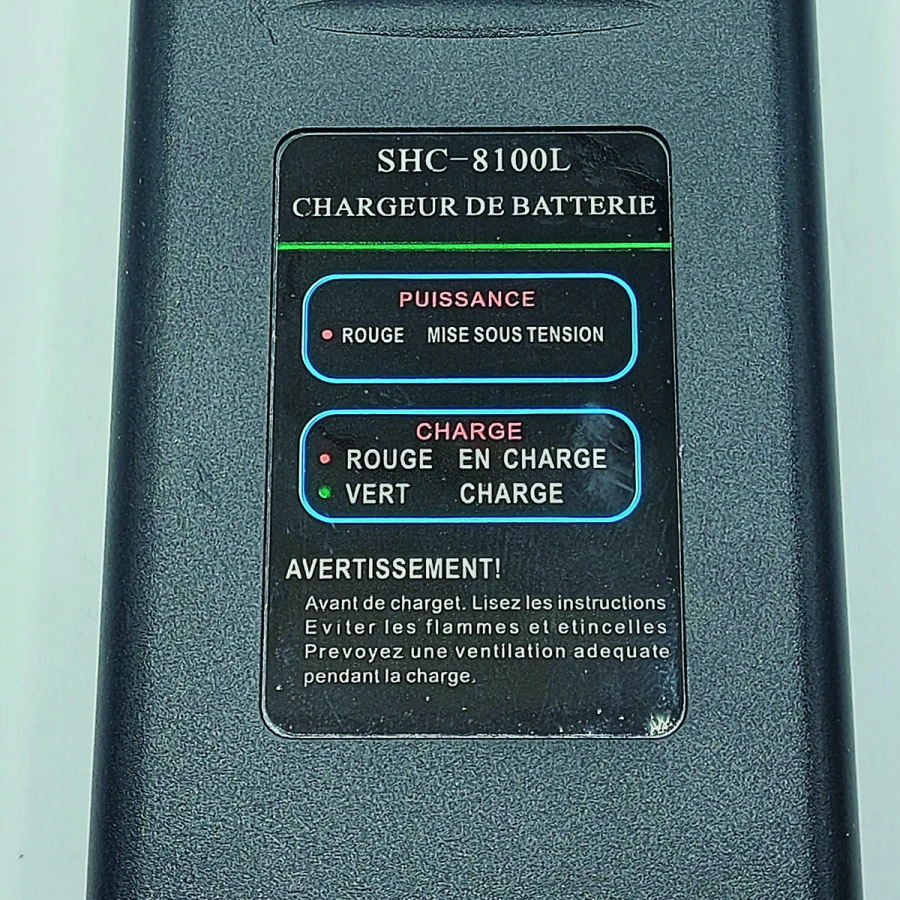 SHC-8100L
CHARGEUR DE BATTERIE
PUISSANCE
ROUGE MISE SOUS TENSION
CHARGE
ROUGE EN CHARGE
VERT CHARGE
AVERTISSEMENT!
Avant de charget. Lisez les instructions
Eviter les flammes et etincelles
Prevoyez une ventilation adequate
pendant la charge.